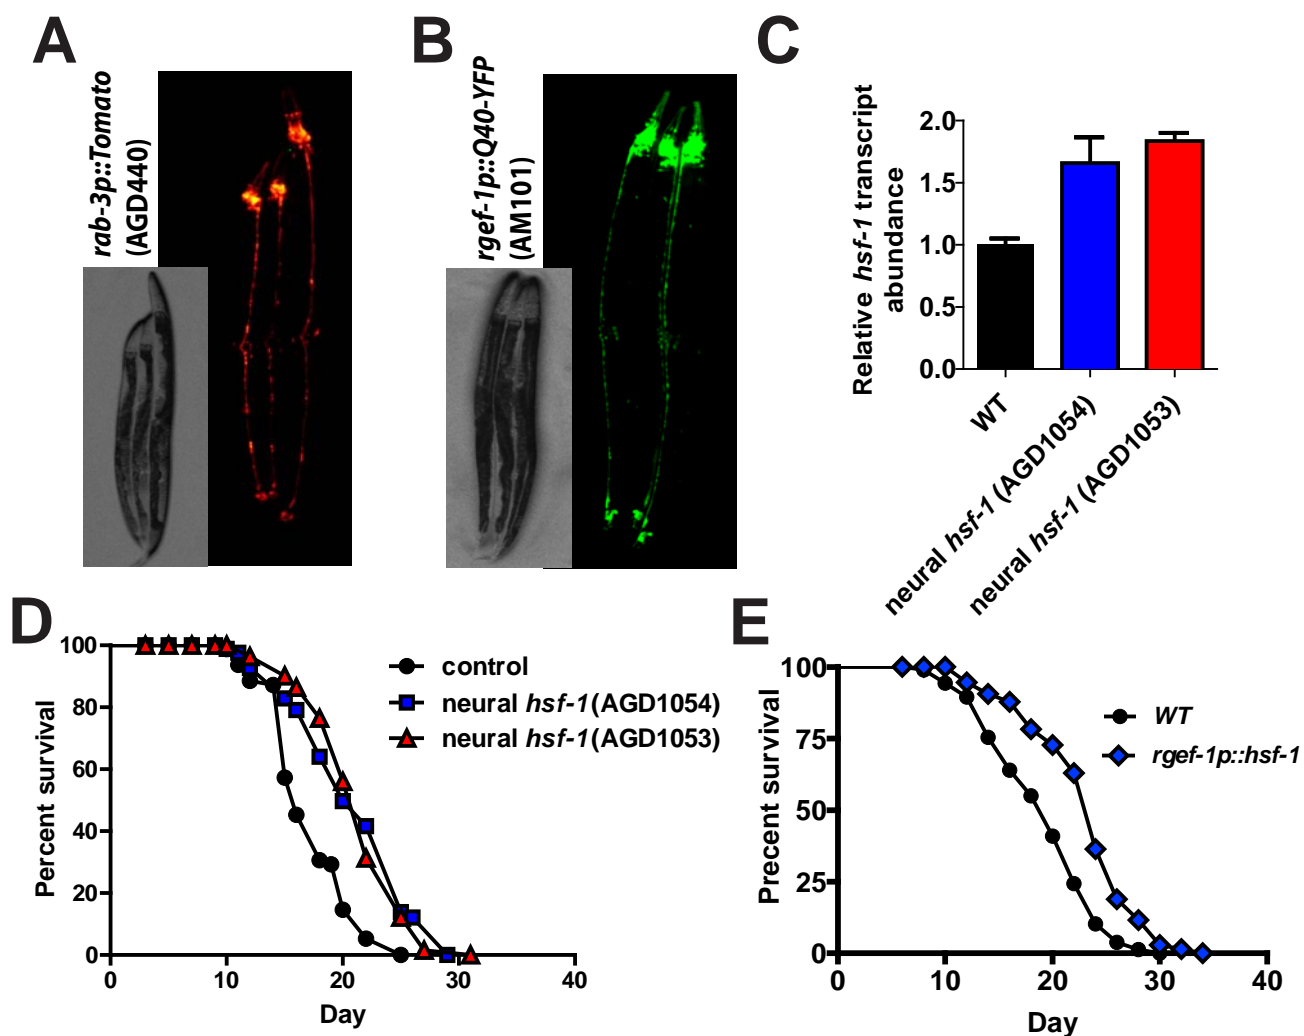 A
rab-3p::Tomato
(AGD440)
B
rgef-1p::Q40-YFP
(AM101)
C
Relative hsf-1 transcript
abundance
2.0
1.5
1.0
0.5
0.0
WT
neural hsf-1 (AGD1054)
neural hsf-1 (AGD1053)
D
Percent survival
100
80
60
40
20
0
0 10 20 30 40
Day
control
neural hsf-1(AGD1054)
neural hsf-1(AGD1053)
E
Precent survival
100
75
50
25
0
0 10 20 30 40
Day
WT
rgef-1p::hsf-1